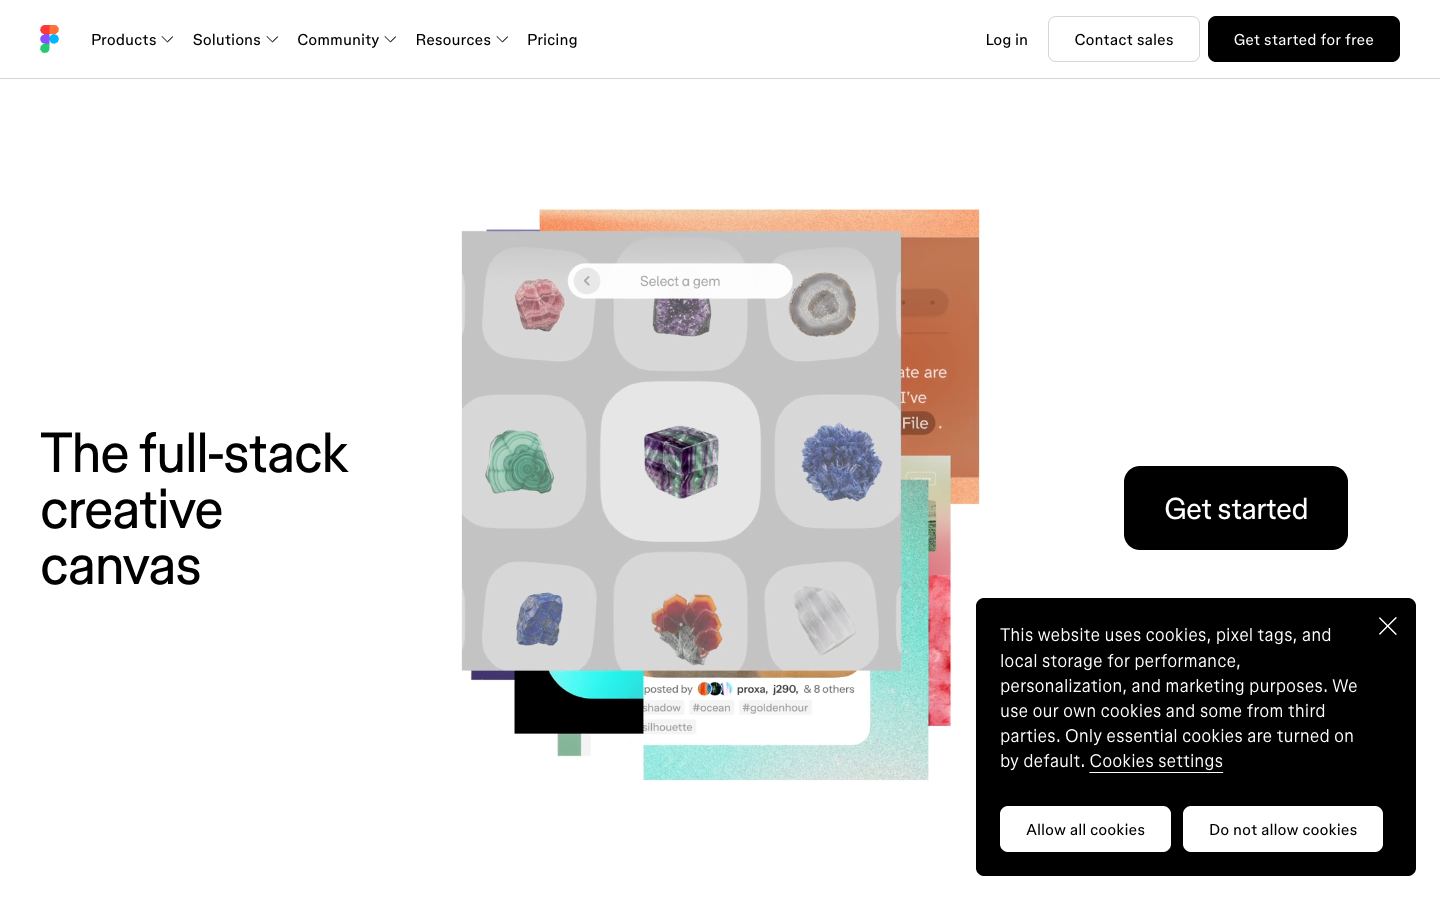 Products
Solutions
Community
Resources
Pricing
Log in
Contact sales
Get started for free
The full-stack
creative
canvas
Select a gem
are
I've
File .
posted by proxa, j290, & 8 others
shadow #ocean #goldenhour
silhouette
Get started
This website uses cookies, pixel tags, and
local storage for performance,
personalization, and marketing purposes. We
use our own cookies and some from third
parties. Only essential cookies are turned on
by default. Cookies settings
Allow all cookies
Do not allow cookies